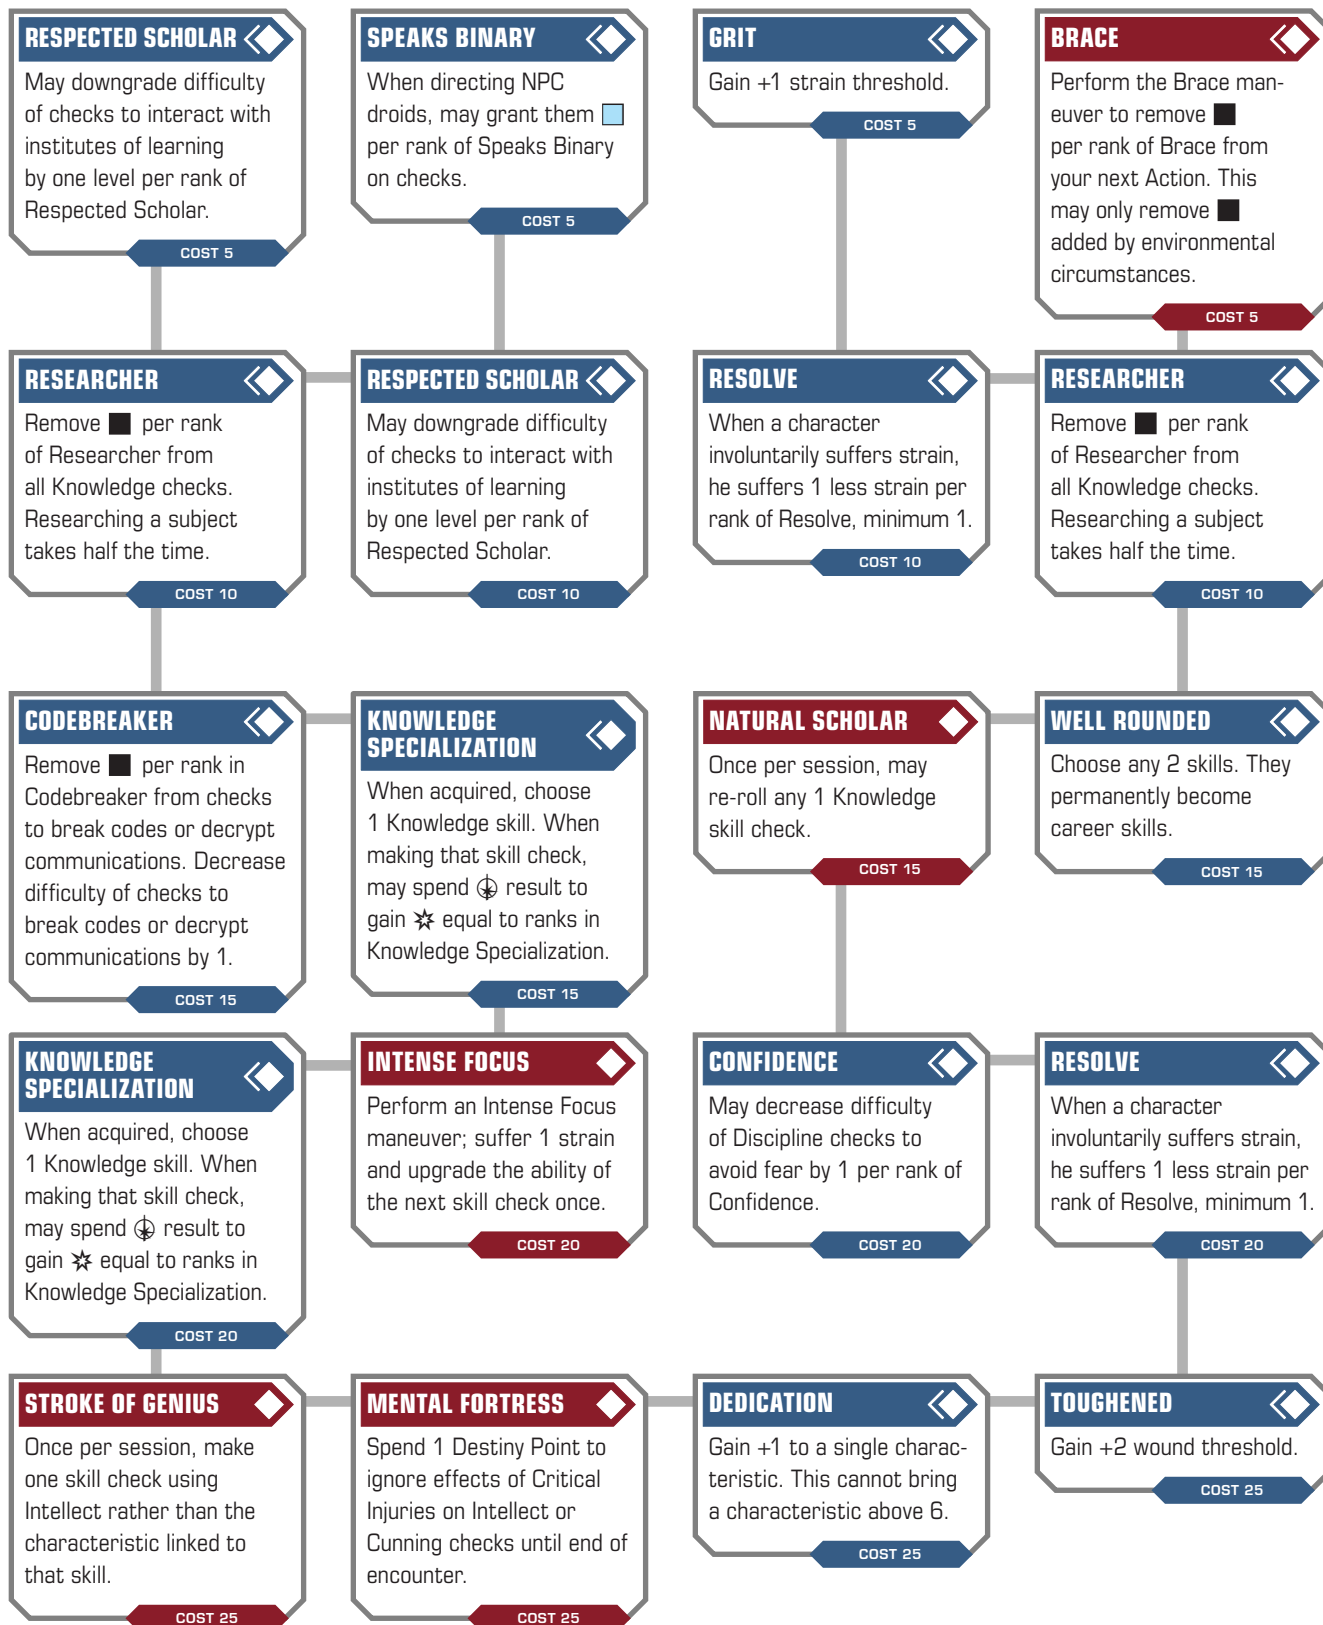 RESPECTED SCHOLAR
May downgrade difficulty
of checks to interact with
institutes of learning
by one level per rank of
Respected Scholar.
COST 5
SPEAKS BINARY
When directing NPC
droids, may grant them
per rank of Speaks Binary
on checks.
COST 5
GRIT
Gain +1 strain threshold.
COST 5
BRACE
Perform the Brace man-
euver to remove
per rank of Brace from
your next Action. This
may only remove
added by environmental
circumstances.
COST 5
RESEARCHER
Remove per rank
of Researcher from
all Knowledge checks.
Researching a subject
takes half the time.
COST 10
RESPECTED SCHOLAR
May downgrade difficulty
of checks to interact with
institutes of learning
by one level per rank of
Respected Scholar.
COST 10
RESOLVE
When a character
involuntarily suffers strain,
he suffers 1 less strain per
rank of Resolve, minimum 1.
COST 10
RESEARCHER
Remove per rank
of Researcher from
all Knowledge checks.
Researching a subject
takes half the time.
COST 10
CODEBREAKER
Remove per rank in
Codebreaker from checks
to break codes or decrypt
communications. Decrease
difficulty of checks to
break codes or decrypt
communications by 1.
COST 15
KNOWLEDGE
SPECIALIZATION
When acquired, choose
1 Knowledge skill. When
making that skill check,
may spend result to
gain equal to ranks in
Knowledge Specialization.
COST 15
NATURAL SCHOLAR
Once per session, may
re-roll any 1 Knowledge
skill check.
COST 15
WELL ROUNDED
Choose any 2 skills. They
permanently become
career skills.
COST 15
KNOWLEDGE
SPECIALIZATION
When acquired, choose
1 Knowledge skill. When
making that skill check,
may spend result to
gain equal to ranks in
Knowledge Specialization.
COST 20
INTENSE FOCUS
Perform an Intense Focus
maneuver; suffer 1 strain
and upgrade the ability of
the next skill check once.
COST 20
CONFIDENCE
May decrease difficulty
of Discipline checks to
avoid fear by 1 per rank of
Confidence.
COST 20
RESOLVE
When a character
involuntarily suffers strain,
he suffers 1 less strain per
rank of Resolve, minimum 1.
COST 20
STROKE OF GENIUS
Once per session, make
one skill check using
Intellect rather than the
characteristic linked to
that skill.
COST 25
MENTAL FORTRESS
Spend 1 Destiny Point to
ignore effects of Critical
Injuries on Intellect or
Cunning checks until end of
encounter.
COST 25
DEDICATION
Gain +1 to a single charac-
teristic. This cannot bring
a characteristic above 6.
COST 25
TOUGHENED
Gain +2 wound threshold.
COST 25